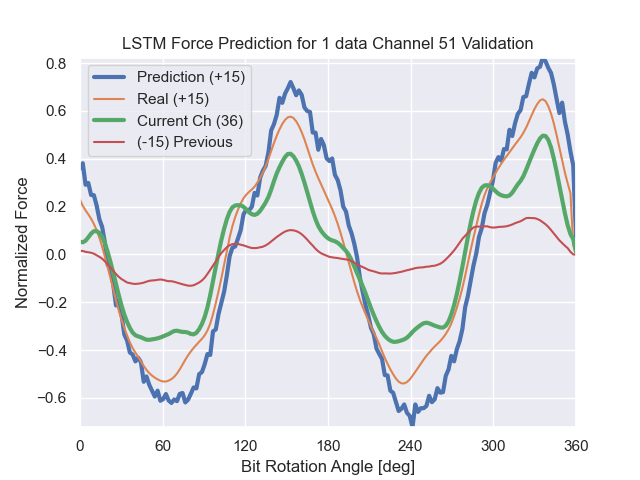 LSTM Force Prediction for 1 data Channel 51 Validation
Prediction (+15)
Real (+15)
Current Ch (36)
(-15) Previous
Normalized Force
0.8
0.6
0.4
0.2
0.0
−0.2
−0.4
−0.6
0 60 120 180 240 300 360
Bit Rotation Angle [deg]